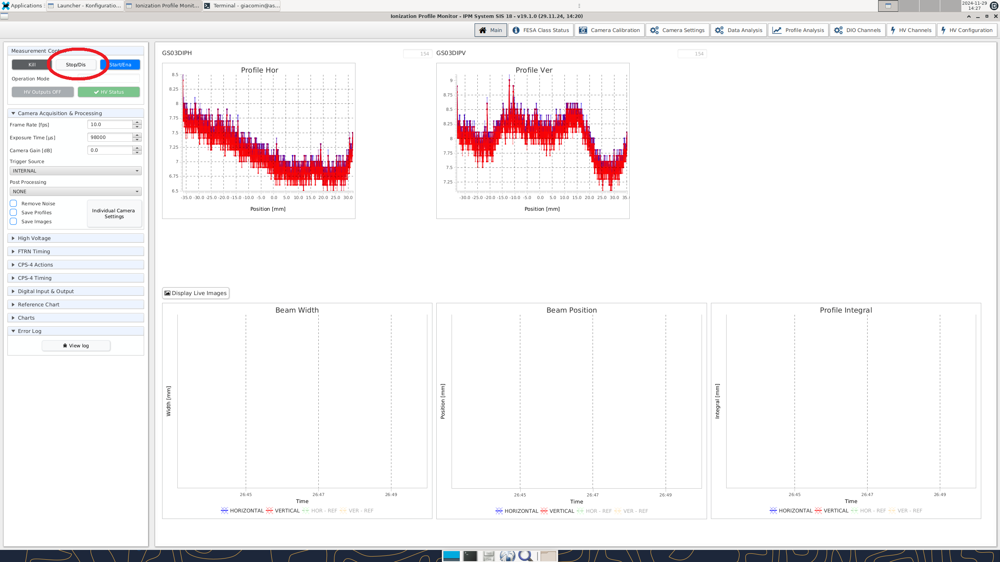 Applications
Launcher - Konfiguratio...
Ionization Profile Monit...
Terminal - giacomin@as...
2024-11-29
14:27
Ionization Profile Monitor - IPM System SIS 18 - v19.1.0 (29.11.24, 14:20)
Main
FESA Class Status
Camera Calibration
Camera Settings
Data Analysis
Profile Analysis
DIO Channels
HV Channels
HV Configuration
Measurement Cont
Kill
Stop/Dis
Start/Ena
Operation Mode
HV Outputs OFF
HV Status
Camera Acquisition & Processing
Frame Rate [fps]
10.0
Exposure Time [µs]
98000
Camera Gain [dB]
0.0
Trigger Source
INTERNAL
Post Processing
NONE
Remove Noise
Save Profiles
Save Images
Individual Camera
Settings
High Voltage
FTRN Timing
CPS-4 Actions
CPS-4 Timing
Digital Input & Output
Reference Chart
Charts
Error Log
View log
GS03DIPH
154
Profile Hor
8.5
8.25
8
7.75
7.5
7.25
7
6.75
6.5
-35.0 -30.0 -25.0 -20.0 -15.0 -10.0 -5.0 0.0 5.0 10.0 15.0 20.0 25.0 30.0
Position [mm]
GS03DIPV
154
Profile Ver
9
8.75
8.5
8.25
8
7.75
7.5
7.25
-30.0 -25.0 -20.0 -15.0 -10.0 -5.0 0.0 5.0 10.0 15.0 20.0 25.0 30.0 35.
Position [mm]
Display Live Images
Beam Width
Width [mm]
26:45 26:47 26:49
Time
HORIZONTAL VERTICAL HOR - REF VER - REF
Beam Position
Position [mm]
26:45 26:47 26:49
Time
HORIZONTAL VERTICAL HOR - REF VER - REF
Profile Integral
Integral [mm]
26:45 26:47 26:49
Time
HORIZONTAL VERTICAL HOR - REF VER - REF